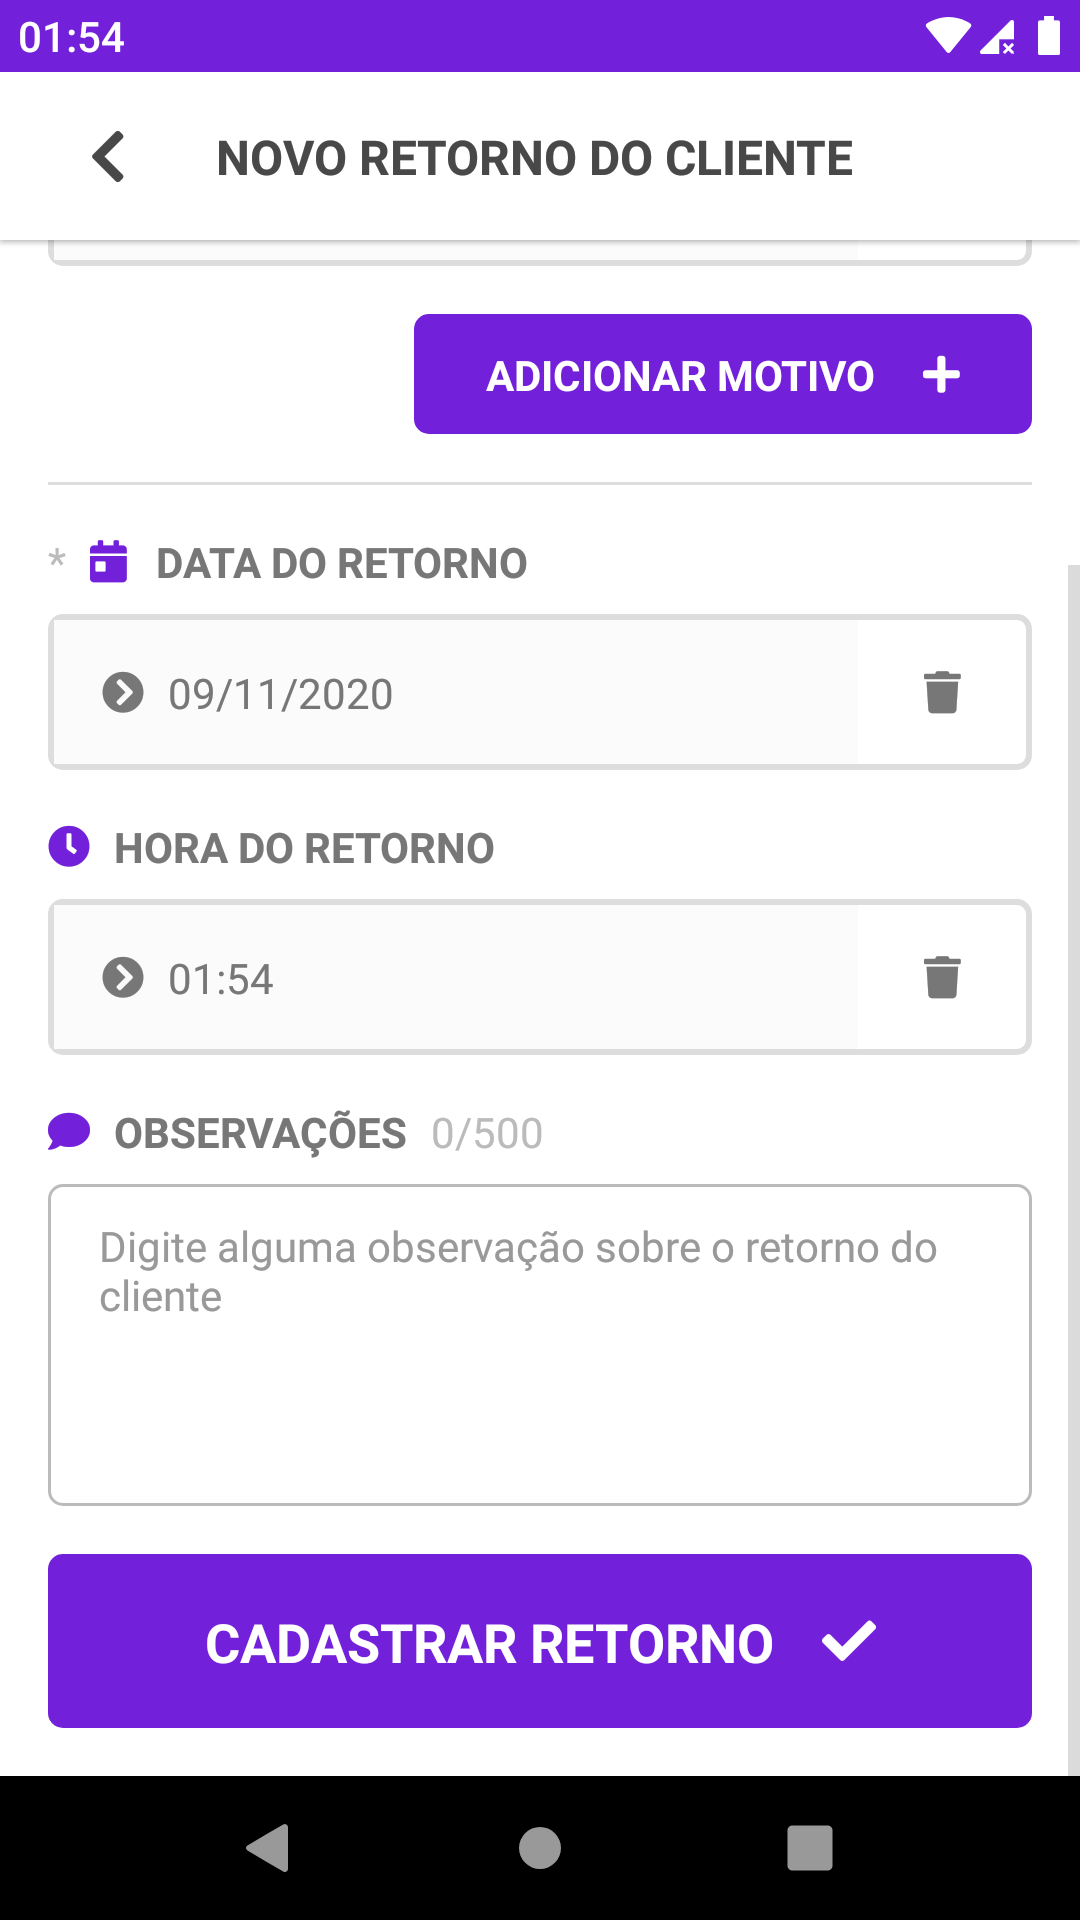 01:54
NOVO RETORNO DO CLIENTE
ADICIONAR MOTIVO
* DATA DO RETORNO
09/11/2020
HORA DO RETORNO
01:54
OBSERVAÇÕES 0/500
Digite alguma observação sobre o retorno do
cliente
CADASTRAR RETORNO